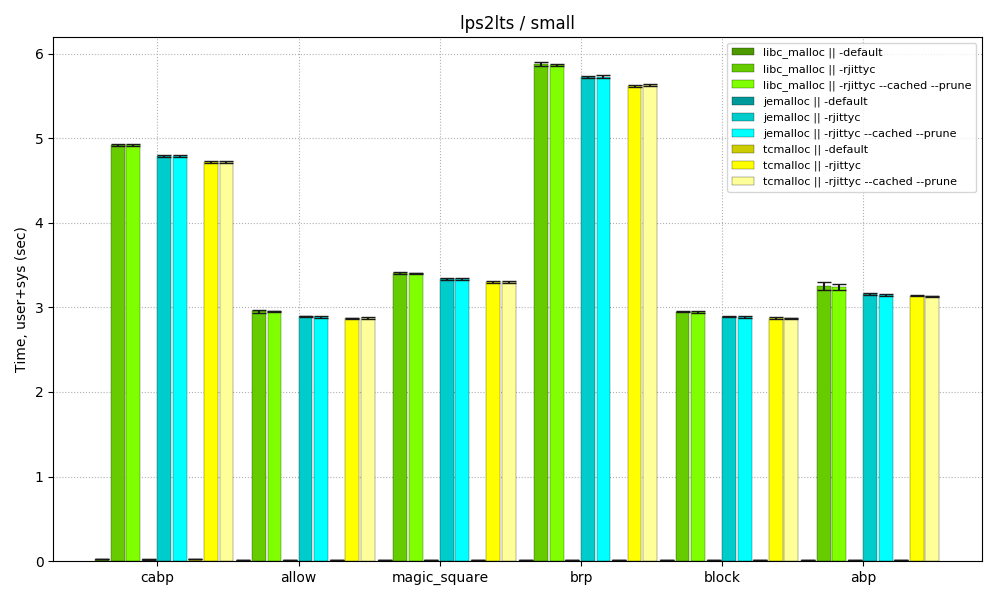 lps2lts / small
Time, user+sys (sec)
6
5
4
3
2
1
0
libc_malloc || -default
libc_malloc || -rjittyc
libc_malloc || -rjittyc --cached --prune
jemalloc || -default
jemalloc || -rjittyc
jemalloc || -rjittyc --cached --prune
tcmalloc || -default
tcmalloc || -rjittyc
tcmalloc || -rjittyc --cached --prune
cabp allow magic_square brp block abp